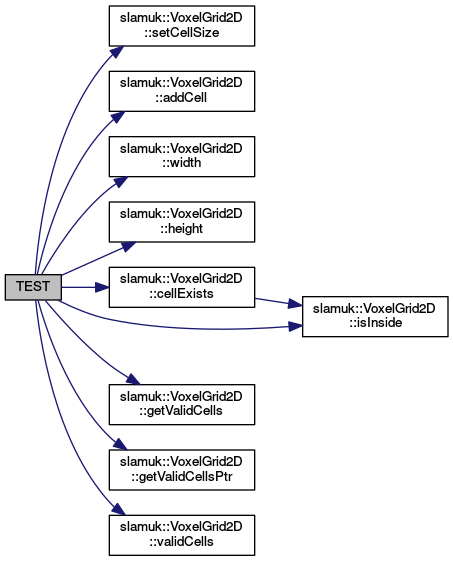 slamuk::VoxelGrid2D
::setCellSize
slamuk::VoxelGrid2D
::addCell
slamuk::VoxelGrid2D
::width
slamuk::VoxelGrid2D
::height
TEST
slamuk::VoxelGrid2D
::cellExists
slamuk::VoxelGrid2D
::isInside
slamuk::VoxelGrid2D
::getValidCells
slamuk::VoxelGrid2D
::getValidCellsPtr
slamuk::VoxelGrid2D
::validCells